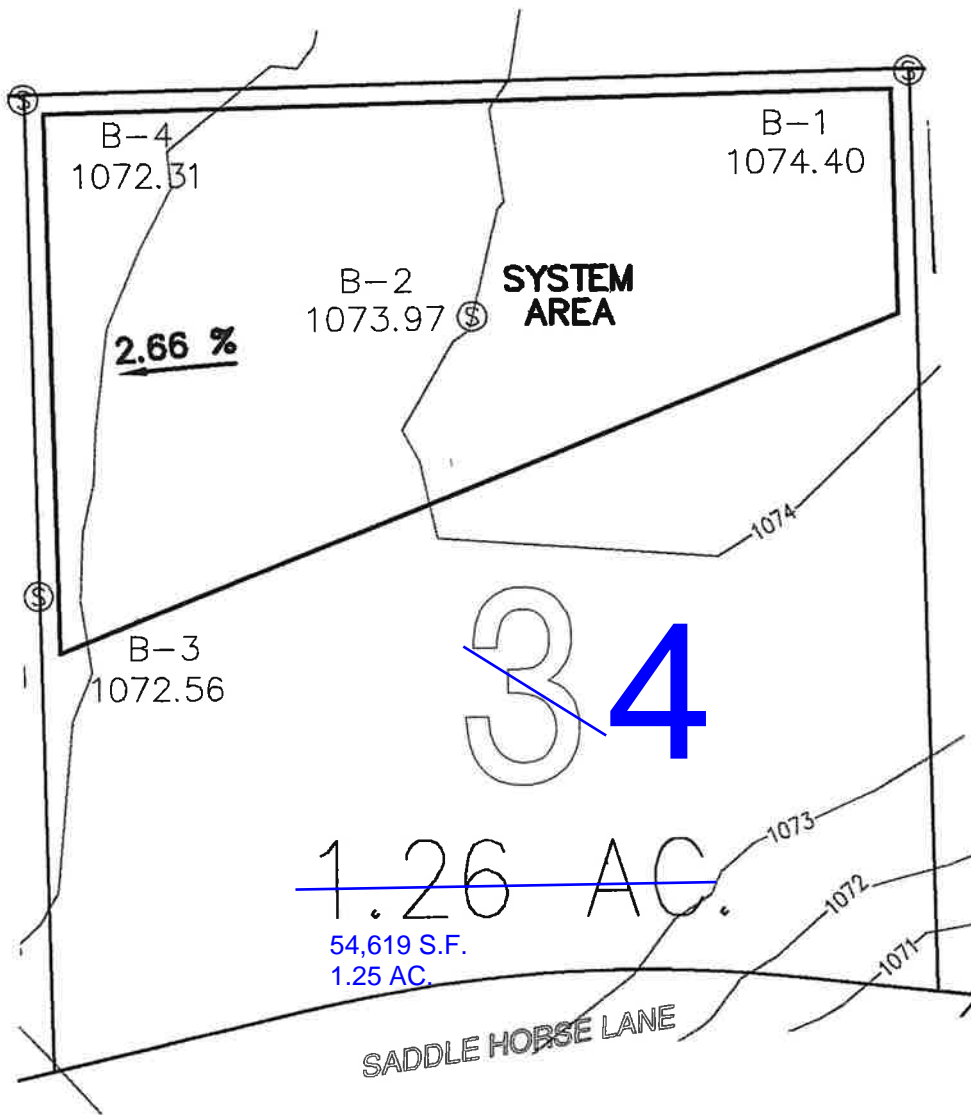 S
S
B-4
1072.31
B-1
1074.40
B-2
1073.97
S
SYSTEM
AREA
2.66 %
1074
S
B-3
1072.56
3
4
1073
1.26 AC.
1072
54,619 S.F.
1.25 AC.
1071
SADDLE HORSE LANE